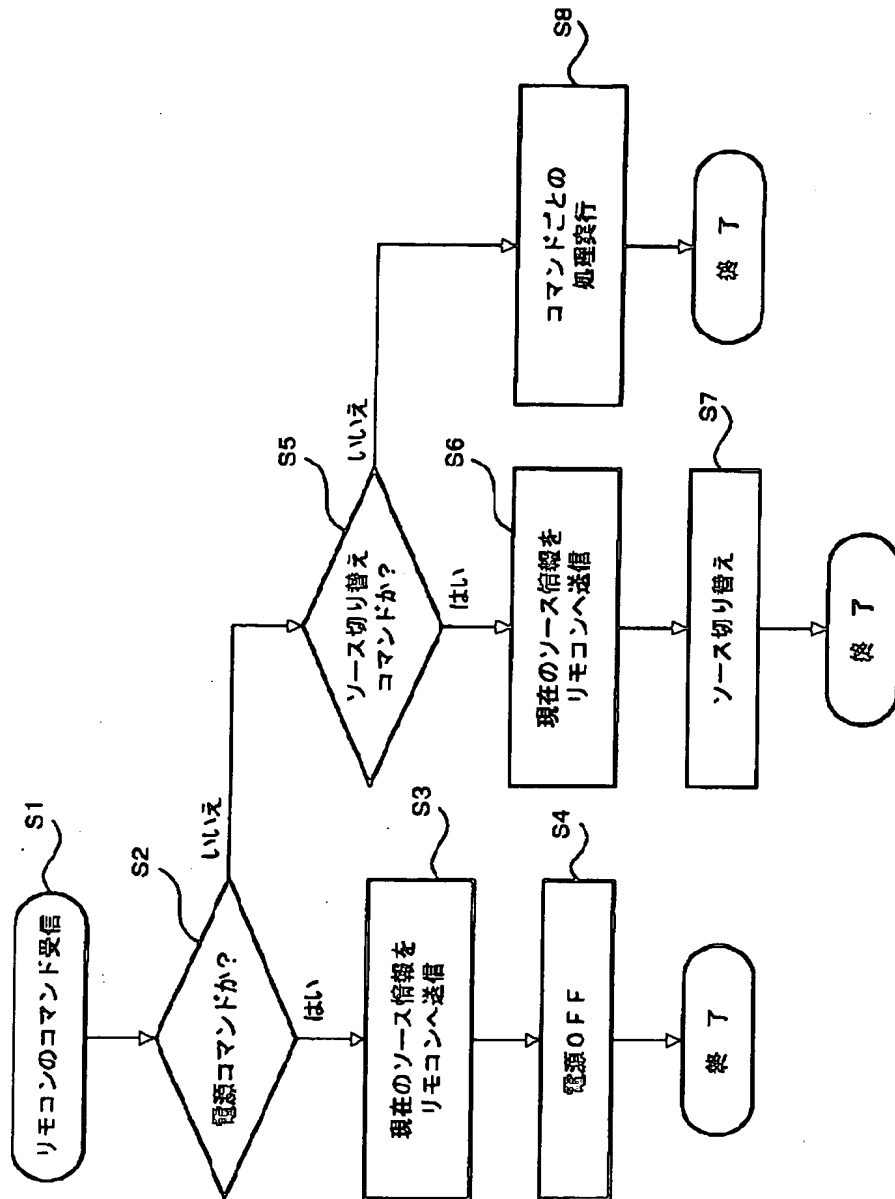 リモコンのコマンド受信
S1
電源コマンドか?
S2
いいえ
はい
現在のソース情報を
リモコンへ送信
S3
電源OFF
S4
終了
ソース切り替え
コマンドか?
S5
いいえ
はい
現在のソース情報を
リモコンへ送信
S6
ソース切り替え
S7
終了
コマンドごとの
処理実行
S8
終了